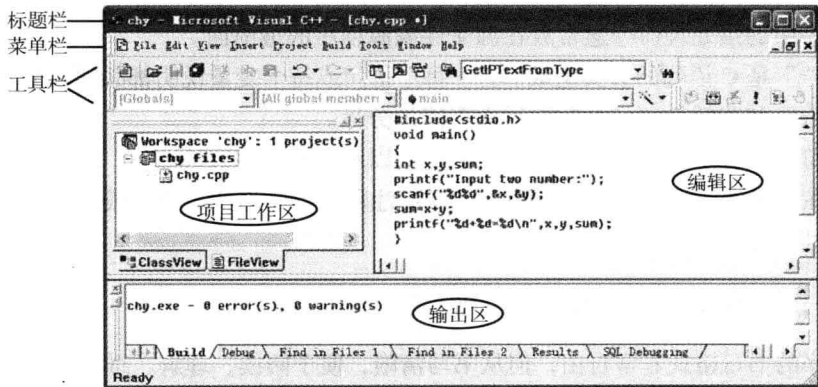 标题栏
chy - Microsoft Visual C++ - [chy.cpp *]
菜单栏
File Edit View Insert Project Build Tools Window Help
工具栏
GetIPTextFromType
(Globals) (All global member: main
Workspace 'chy': 1 project(s)
chy files
chy.cpp
项目工作区
ClassView FileView
#include<stdio.h>
void main()
{
int x,y,sum;
printf("Input two number:");
scanf("%d%d",&x,&y);
sum=x+y;
printf("%d+%d=%d\n",x,y,sum);
}
编辑区
chy.exe - 0 error(s), 0 warning(s)
输出区
Build Debug Find in Files 1 Find in Files 2 Results SQL Debugging
Ready